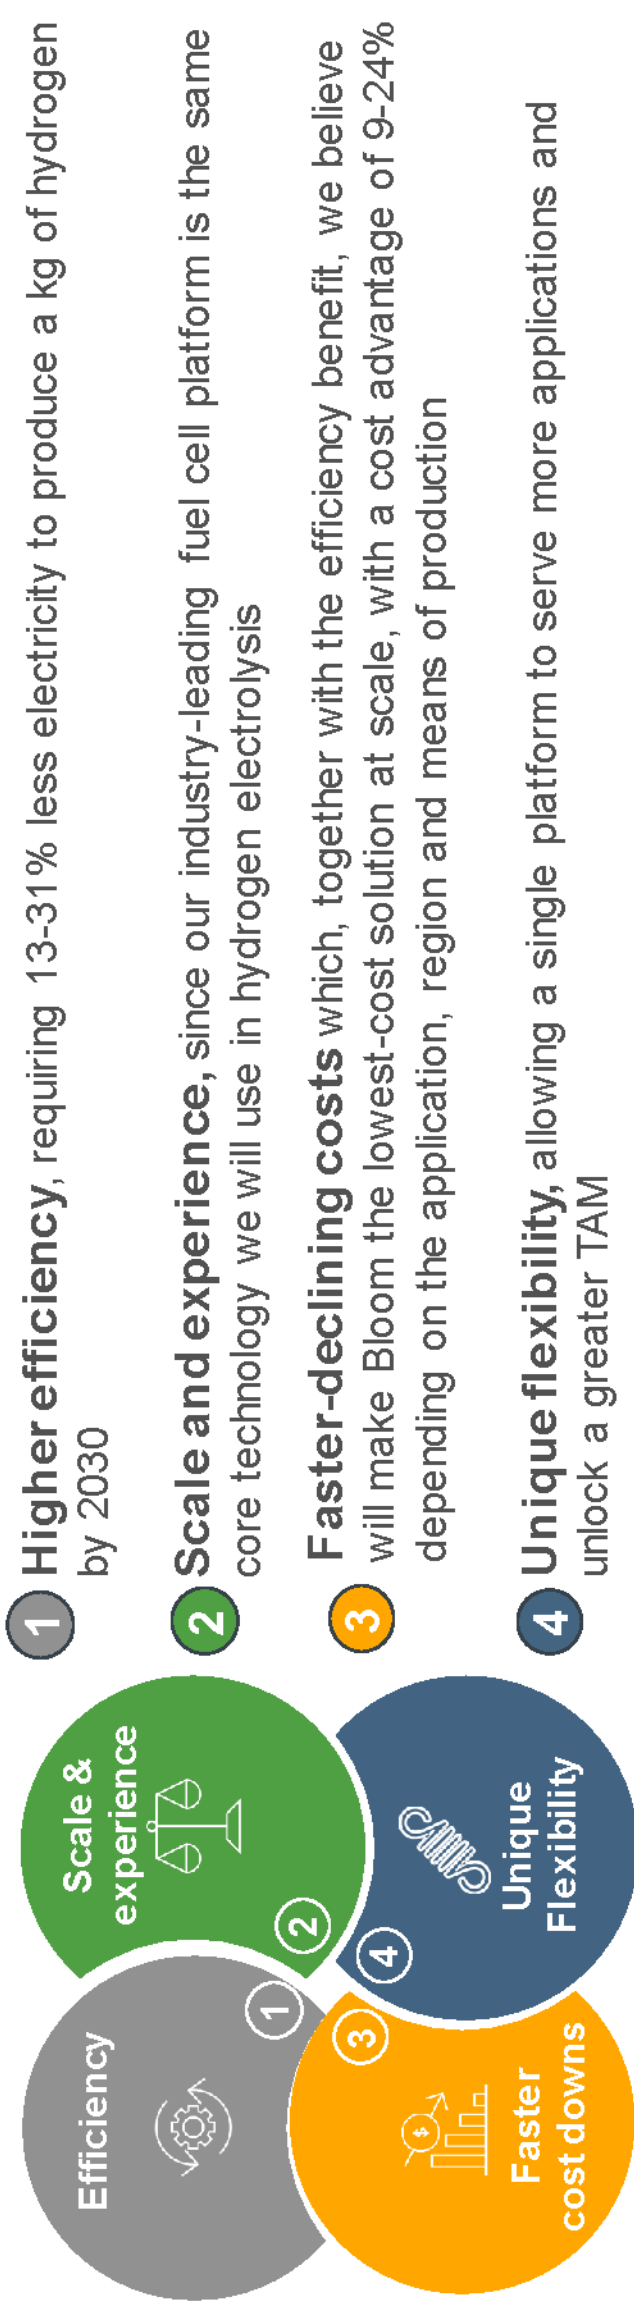 Efficiency
1
Scale &
experience
2
3
Faster
cost downs
4
Unique
Flexibility
$
1
Higher efficiency, requiring 13-31% less electricity to produce a kg of hydrogen
by 2030
2
Scale and experience, since our industry-leading fuel cell platform is the same
core technology we will use in hydrogen electrolysis
3
Faster-declining costs which, together with the efficiency benefit, we believe
will make Bloom the lowest-cost solution at scale, with a cost advantage of 9-24%
depending on the application, region and means of production
4
Unique flexibility, allowing a single platform to serve more applications and
unlock a greater TAM